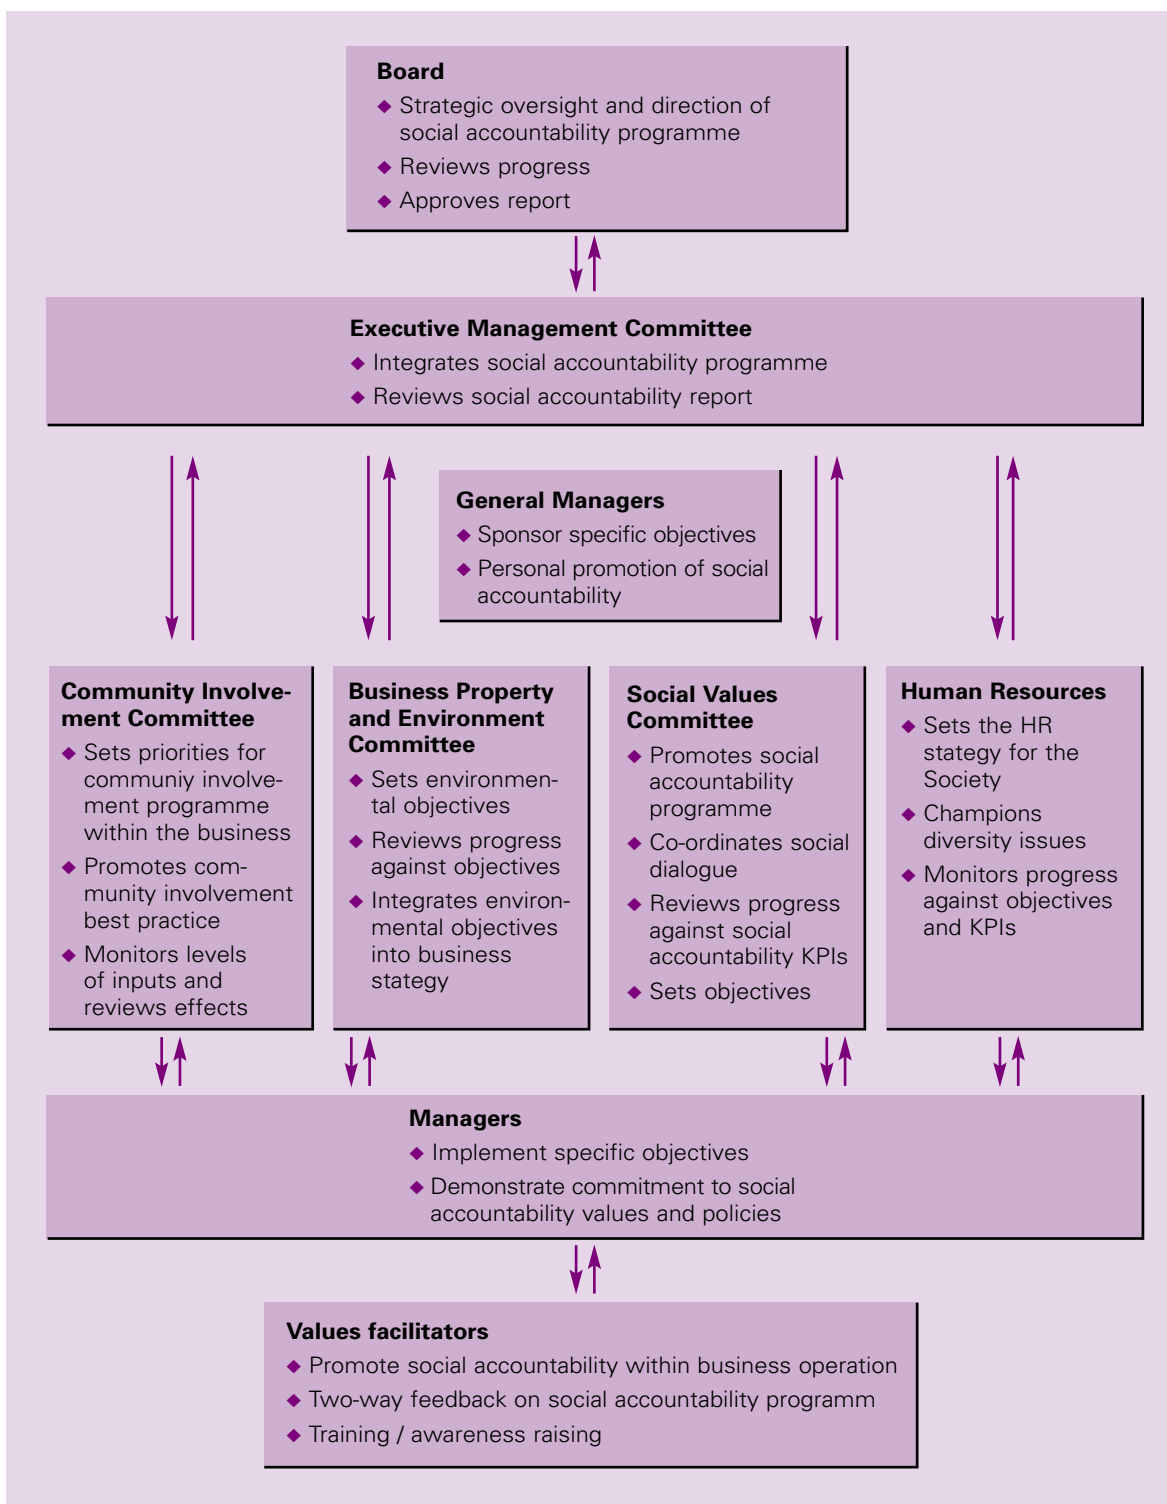 Board
◆ Strategic oversight and direction of
social accountability programme
◆ Reviews progress
◆ Approves report
Executive Management Committee
◆ Integrates social accountability programme
◆ Reviews social accountability report
General Managers
◆ Sponsor specific objectives
◆ Personal promotion of social
accountability
Community Involve-
ment Committee
◆ Sets priorities for
communiy involve-
ment programme
within the business
◆ Promotes com-
munity involvement
best practice
◆ Monitors levels
of inputs and
reviews effects
Business Property
and Environment
Committee
◆ Sets environmen-
tal objectives
◆ Reviews progress
against objectives
◆ Integrates environ-
mental objectives
into business
stategy
Social Values
Committee
◆ Promotes social
accountability
programme
◆ Co-ordinates social
dialogue
◆ Reviews progress
against social
accountability KPIs
◆ Sets objectives
Human Resources
◆ Sets the HR
stategy for the
Society
◆ Champions
diversity issues
◆ Monitors progress
against objectives
and KPIs
Managers
◆ Implement specific objectives
◆ Demonstrate commitment to social
accountability values and policies
Values facilitators
◆ Promote social accountability within business operation
◆ Two-way feedback on social accountability programm
◆ Training / awareness raising